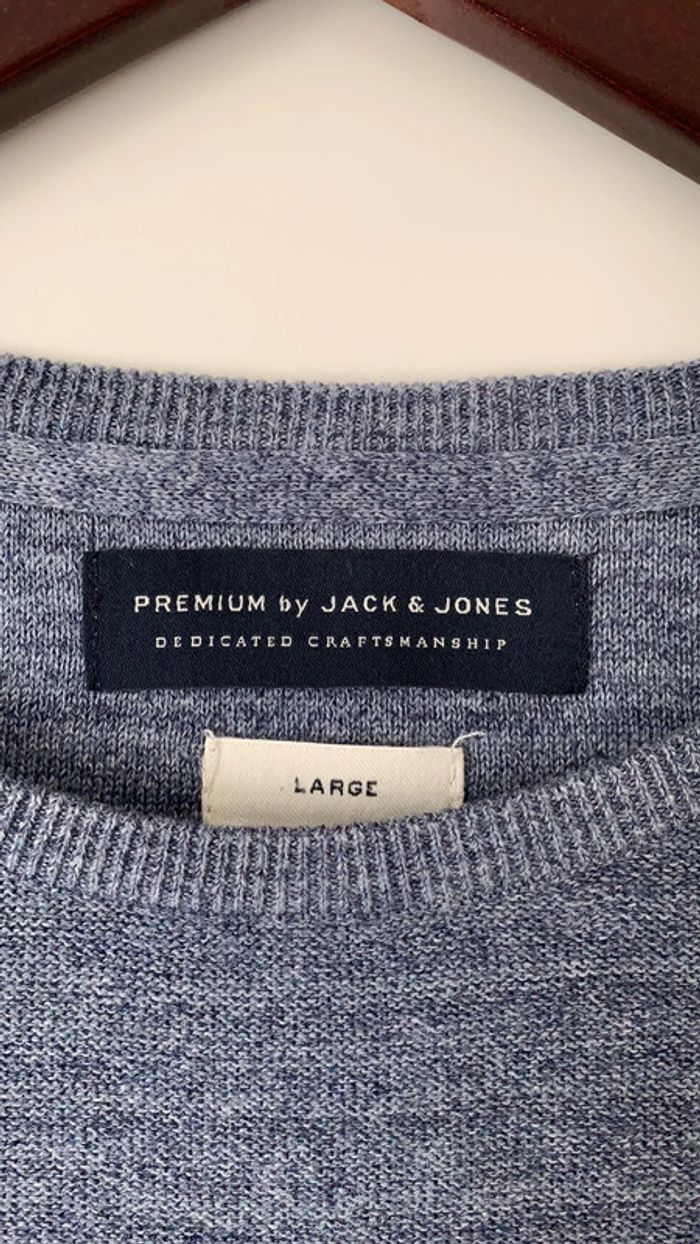 PREMIUM by JACK & JONES
DEDICATED CRAFTSMANSHIP
LARGE